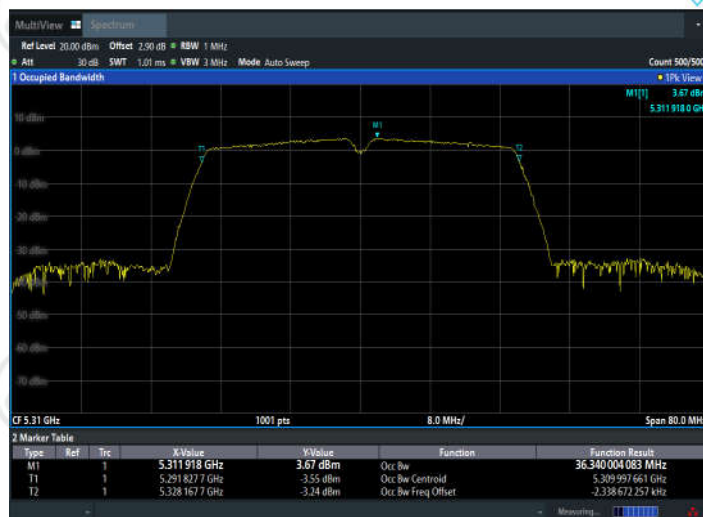 MultiView Spectrum
Ref Level 20.00 dBm Offset 2.90 dB RBW 1 MHz
Att 30 dB SWT 1.01 ms VBW 3 MHz Mode Auto Sweep Count 500/500
1 Occupied Bandwidth 1Pk View
M1[1] 3.67 dBm
5.311 918 0 GH
10 dBm
M1
0 dBm
T1 T2
-10 dBm
-20 dBm
-30 dBm
-40 dBm
-50 dBm
-60 dBm
-70 dBm
CF 5.31 GHz 1001 pts 8.0 MHz/ Span 80.0 MH
2 Marker Table
Type Ref Trc X-Value Y-Value Function Function Result
M1 1 5.311 918 GHz 3.67 dBm Occ Bw 36.340 004 083 MHz
T1 1 5.291 827 7 GHz -3.55 dBm Occ Bw Centroid 5.309 997 661 GHz
T2 1 5.328 167 7 GHz -3.24 dBm Occ Bw Freq Offset -2.338 672 257 kHz
Measuring...